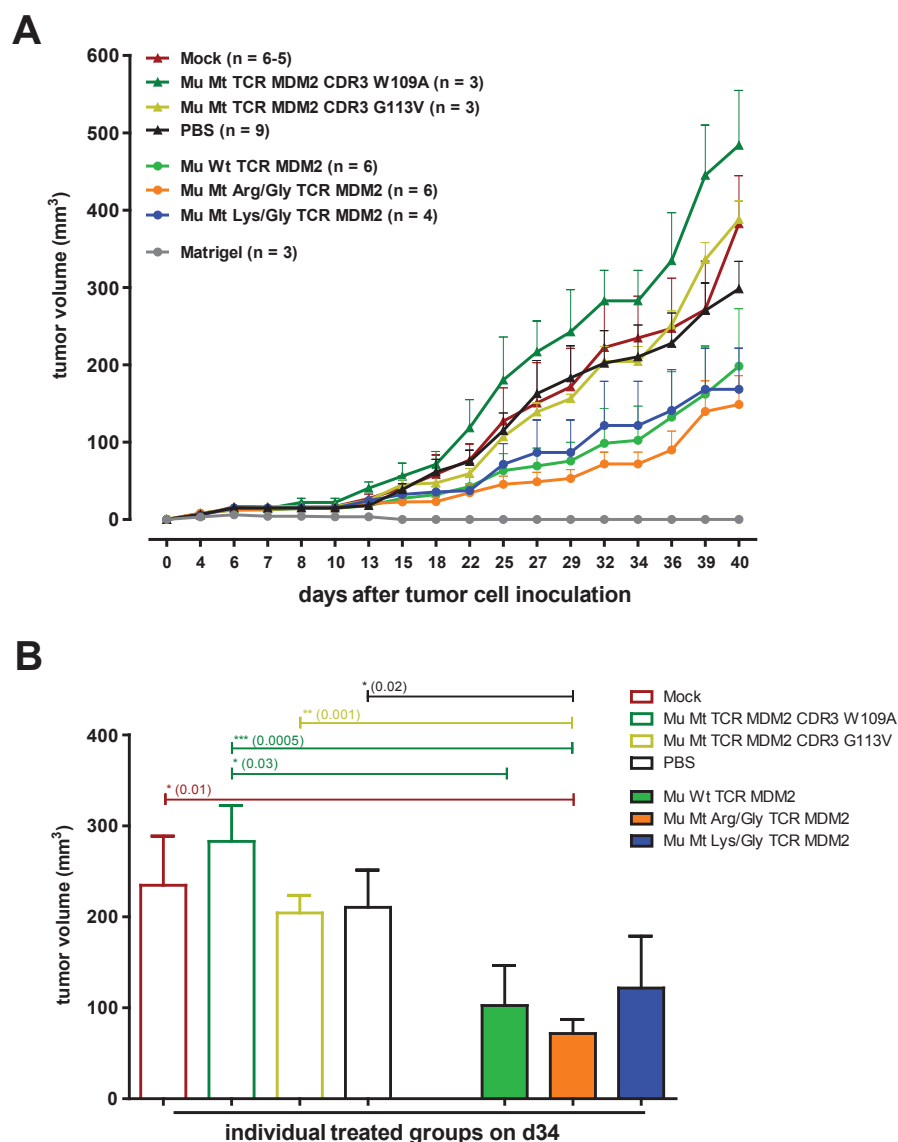 A
Mock (n = 6-5)
Mu Mt TCR MDM2 CDR3 W109A (n = 3)
Mu Mt TCR MDM2 CDR3 G113V (n = 3)
PBS (n = 9)
Mu Wt TCR MDM2 (n = 6)
Mu Mt Arg/Gly TCR MDM2 (n = 6)
Mu Mt Lys/Gly TCR MDM2 (n = 4)
Matrigel (n = 3)
600
500
400
300
200
100
0
tumor volume (mm³)
0 4 6 7 8 10 13 15 18 22 25 27 29 32 34 36 39 40
days after tumor cell inoculation
B
* (0.02)
** (0.001)
*** (0.0005)
* (0.03)
* (0.01)
Mock
Mu Mt TCR MDM2 CDR3 W109A
Mu Mt TCR MDM2 CDR3 G113V
PBS
Mu Wt TCR MDM2
Mu Mt Arg/Gly TCR MDM2
Mu Mt Lys/Gly TCR MDM2
400
300
200
100
0
tumor volume (mm³)
individual treated groups on d34